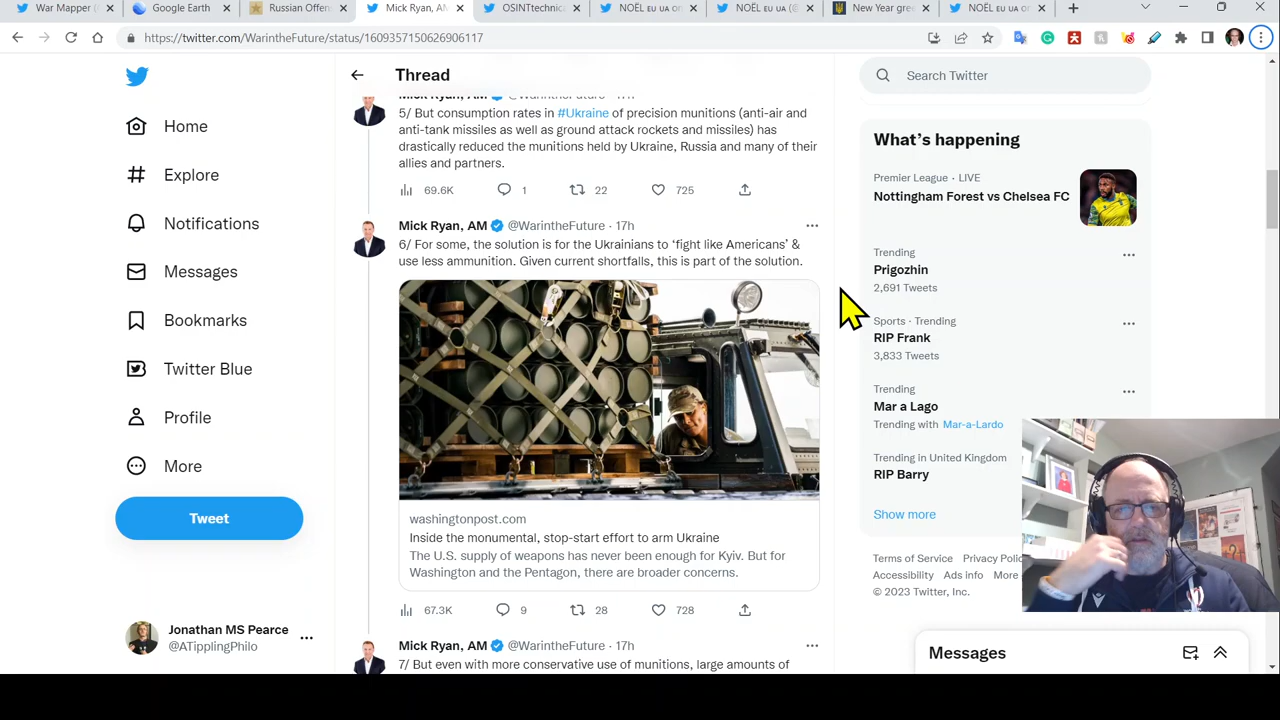 War Mapper (
Google Earth
Russian Offen
Mick Ryan, AM
OSINTtechnica
NOËL EU UA on
NOËL EU UA (@
New Year gree
NOËL EU UA on
https://twitter.com/WarintheFuture/status/1609357150626906117
Home
Explore
Notifications
Messages
Bookmarks
Twitter Blue
Profile
More
Tweet
Jonathan MS Pearce
@ATipplingPhilo
Thread
Mick Ryan, AM @WarintheFuture · 17h
5/ But consumption rates in #Ukraine of precision munitions (anti-air and
anti-tank missiles as well as ground attack rockets and missiles) has
drastically reduced the munitions held by Ukraine, Russia and many of their
allies and partners.
69.6K 1 22 725
Mick Ryan, AM @WarintheFuture · 17h
6/ For some, the solution is for the Ukrainians to ‘fight like Americans’ &
use less ammunition. Given current shortfalls, this is part of the solution.
washingtonpost.com
Inside the monumental, stop-start effort to arm Ukraine
The U.S. supply of weapons has never been enough for Kyiv. But for
Washington and the Pentagon, there are broader concerns.
67.3K 9 28 728
Mick Ryan, AM @WarintheFuture · 17h
7/ But even with more conservative use of munitions, large amounts of
Search Twitter
What’s happening
Premier League · LIVE
Nottingham Forest vs Chelsea FC
Trending
Prigozhin
2,691 Tweets
Sports · Trending
RIP Frank
3,833 Tweets
Trending
Mar a Lago
Trending with Mar-a-Lardo
Trending in United Kingdom
RIP Barry
Show more
Terms of Service Privacy Polic
Accessibility Ads info More
© 2023 Twitter, Inc.
Messages